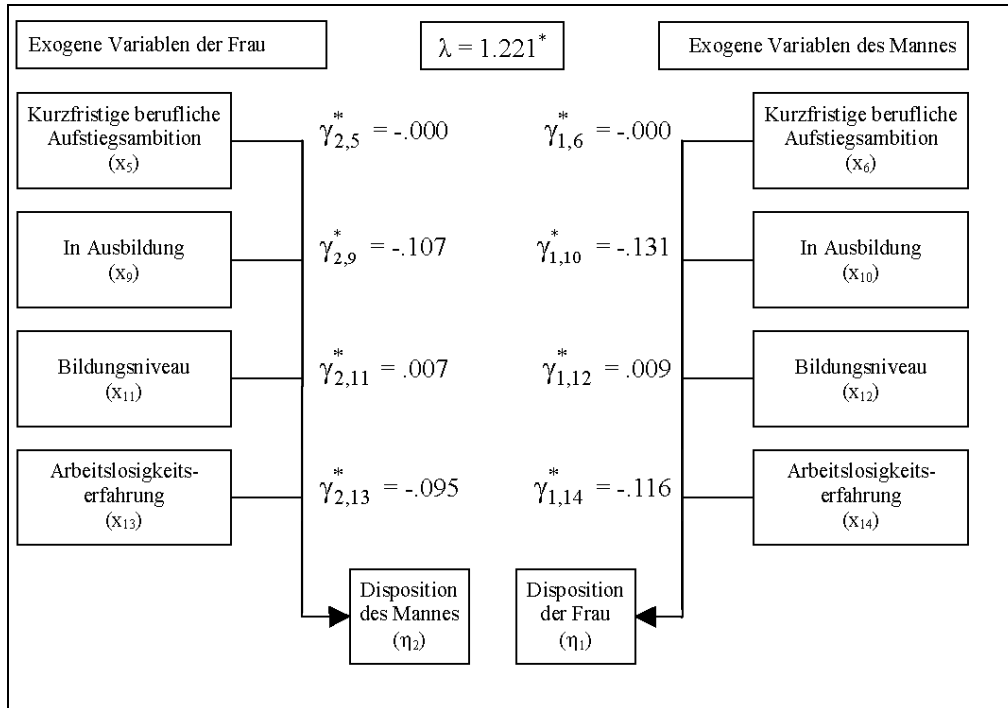 Exogene Variablen der Frau
λ = 1.221*
Exogene Variablen des Mannes
Kurzfristige berufliche
Aufstiegsambition
(x₅)
γ*₂,₅ = -.000
γ*₁,₆ = -.000
Kurzfristige berufliche
Aufstiegsambition
(x₆)
In Ausbildung
(x₉)
γ*₂,₉ = -.107
γ*₁,₁₀ = -.131
In Ausbildung
(x₁₀)
Bildungsniveau
(x₁₁)
γ*₂,₁₁ = .007
γ*₁,₁₂ = .009
Bildungsniveau
(x₁₂)
Arbeitslosigkeits-
erfahrung
(x₁₃)
γ*₂,₁₃ = -.095
γ*₁,₁₄ = -.116
Arbeitslosigkeits-
erfahrung
(x₁₄)
Disposition
des Mannes
(η₂)
Disposition
der Frau
(η₁)